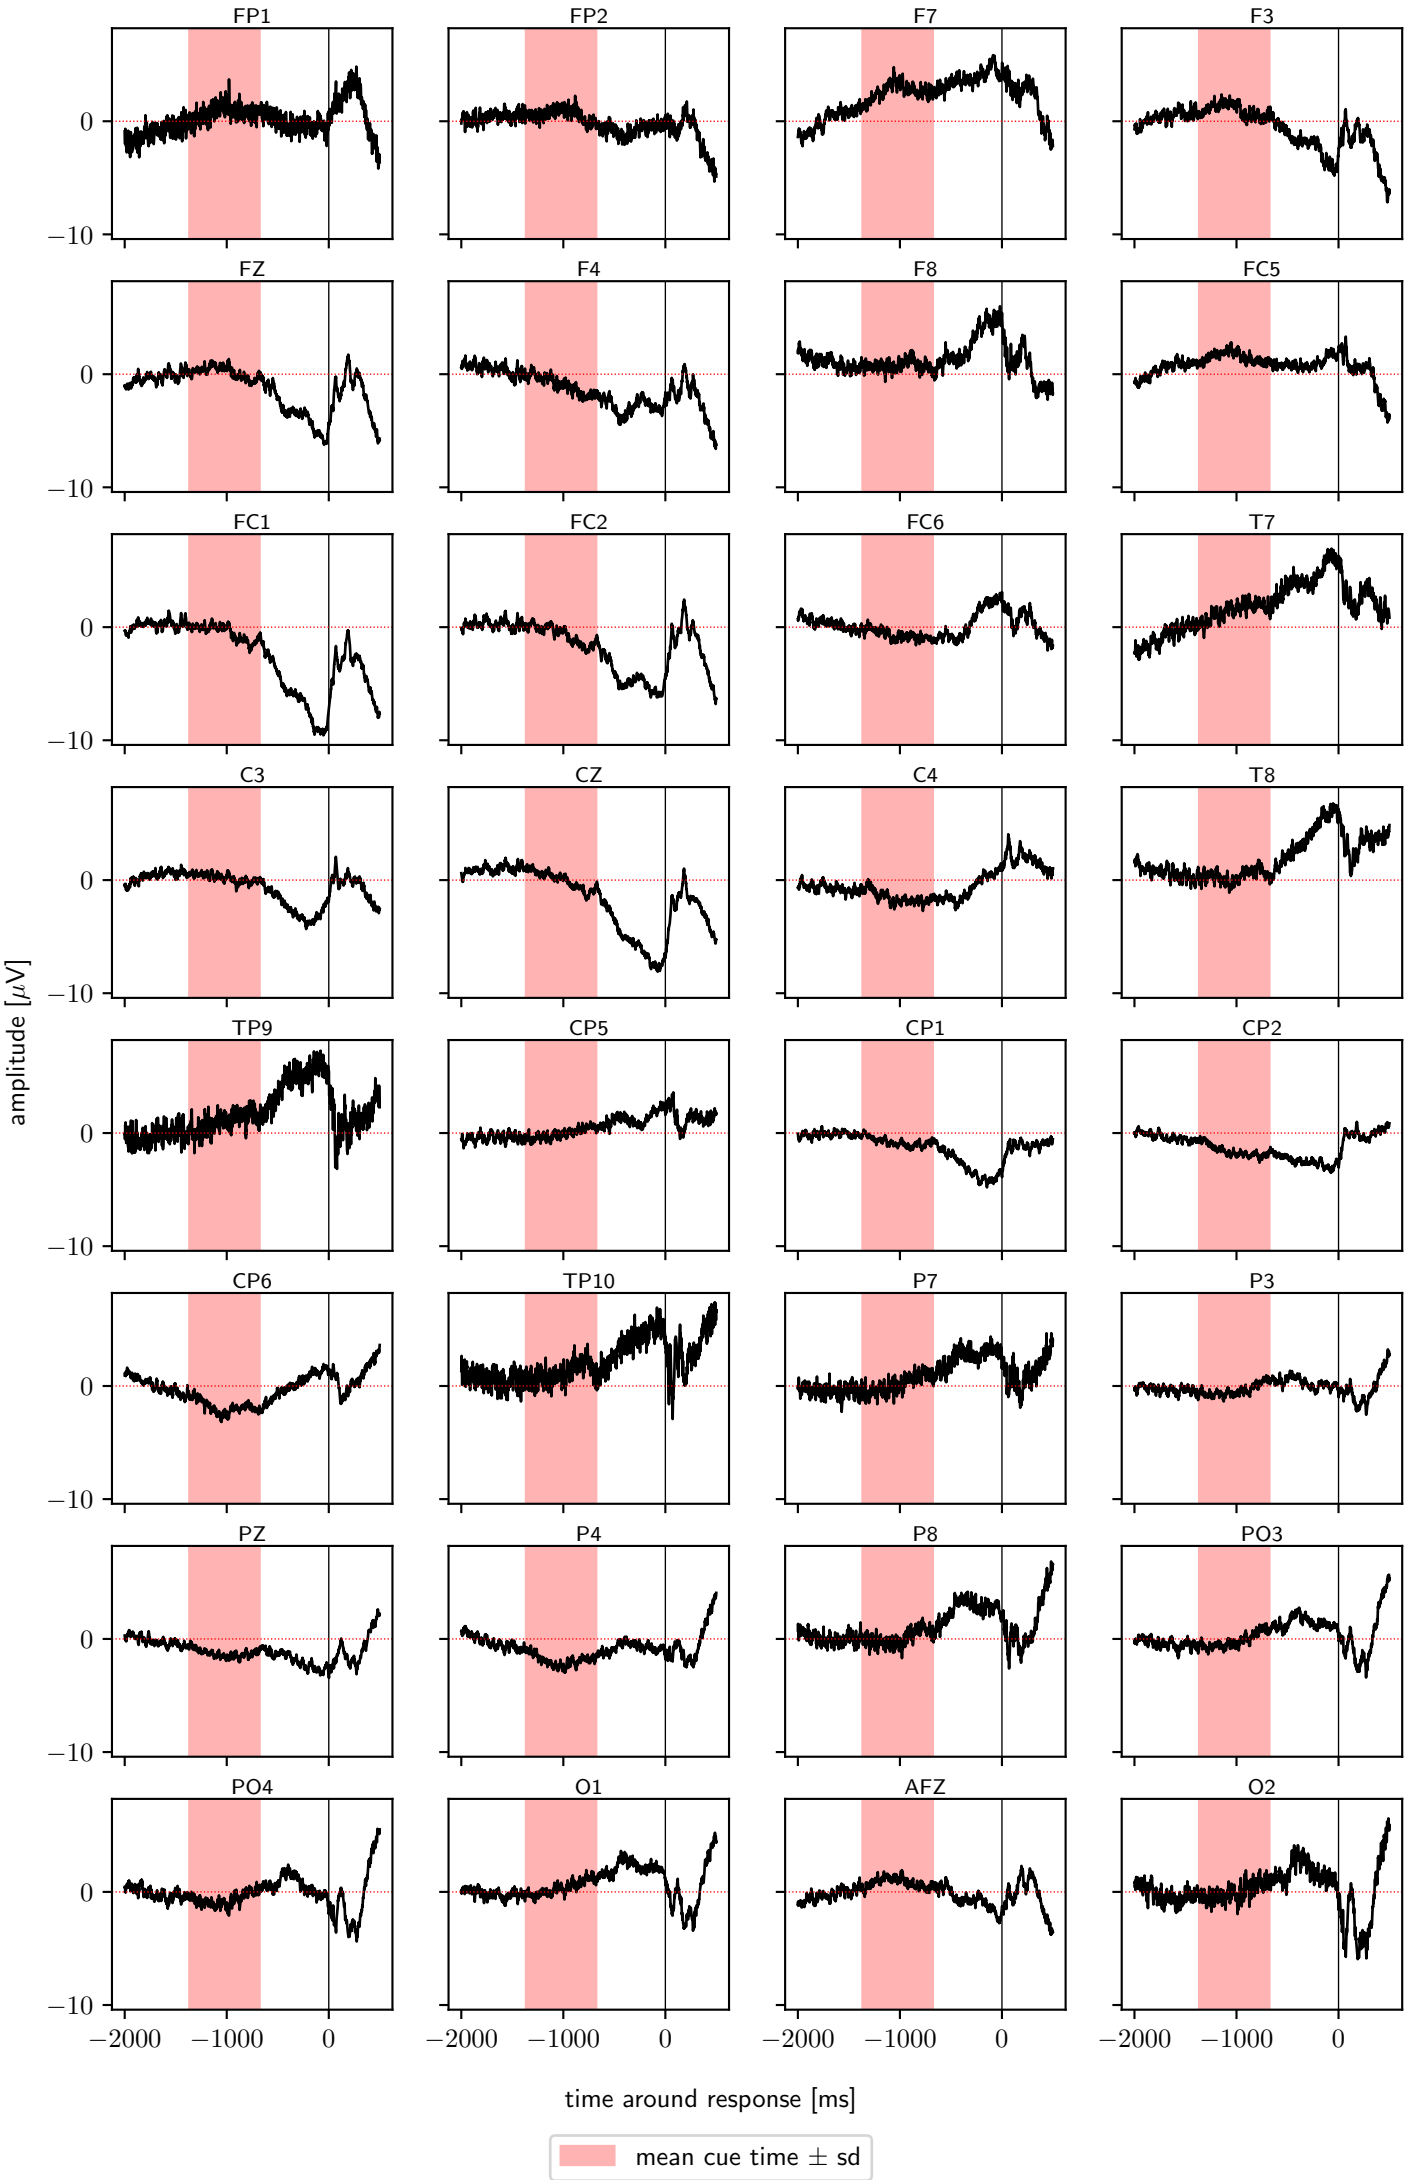 FP1 FP2 F7 F3
0
−10
FZ F4 F8 FC5
0
−10
FC1 FC2 FC6 T7
0
−10
C3 CZ C4 T8
0
−10
amplitude [μV]
TP9 CP5 CP1 CP2
0
−10
CP6 TP10 P7 P3
0
−10
PZ P4 P8 PO3
0
−10
PO4 O1 AFZ O2
0
−10
−2000 −1000 0 −2000 −1000 0 −2000 −1000 0 −2000 −1000 0
time around response [ms]
mean cue time ± sd